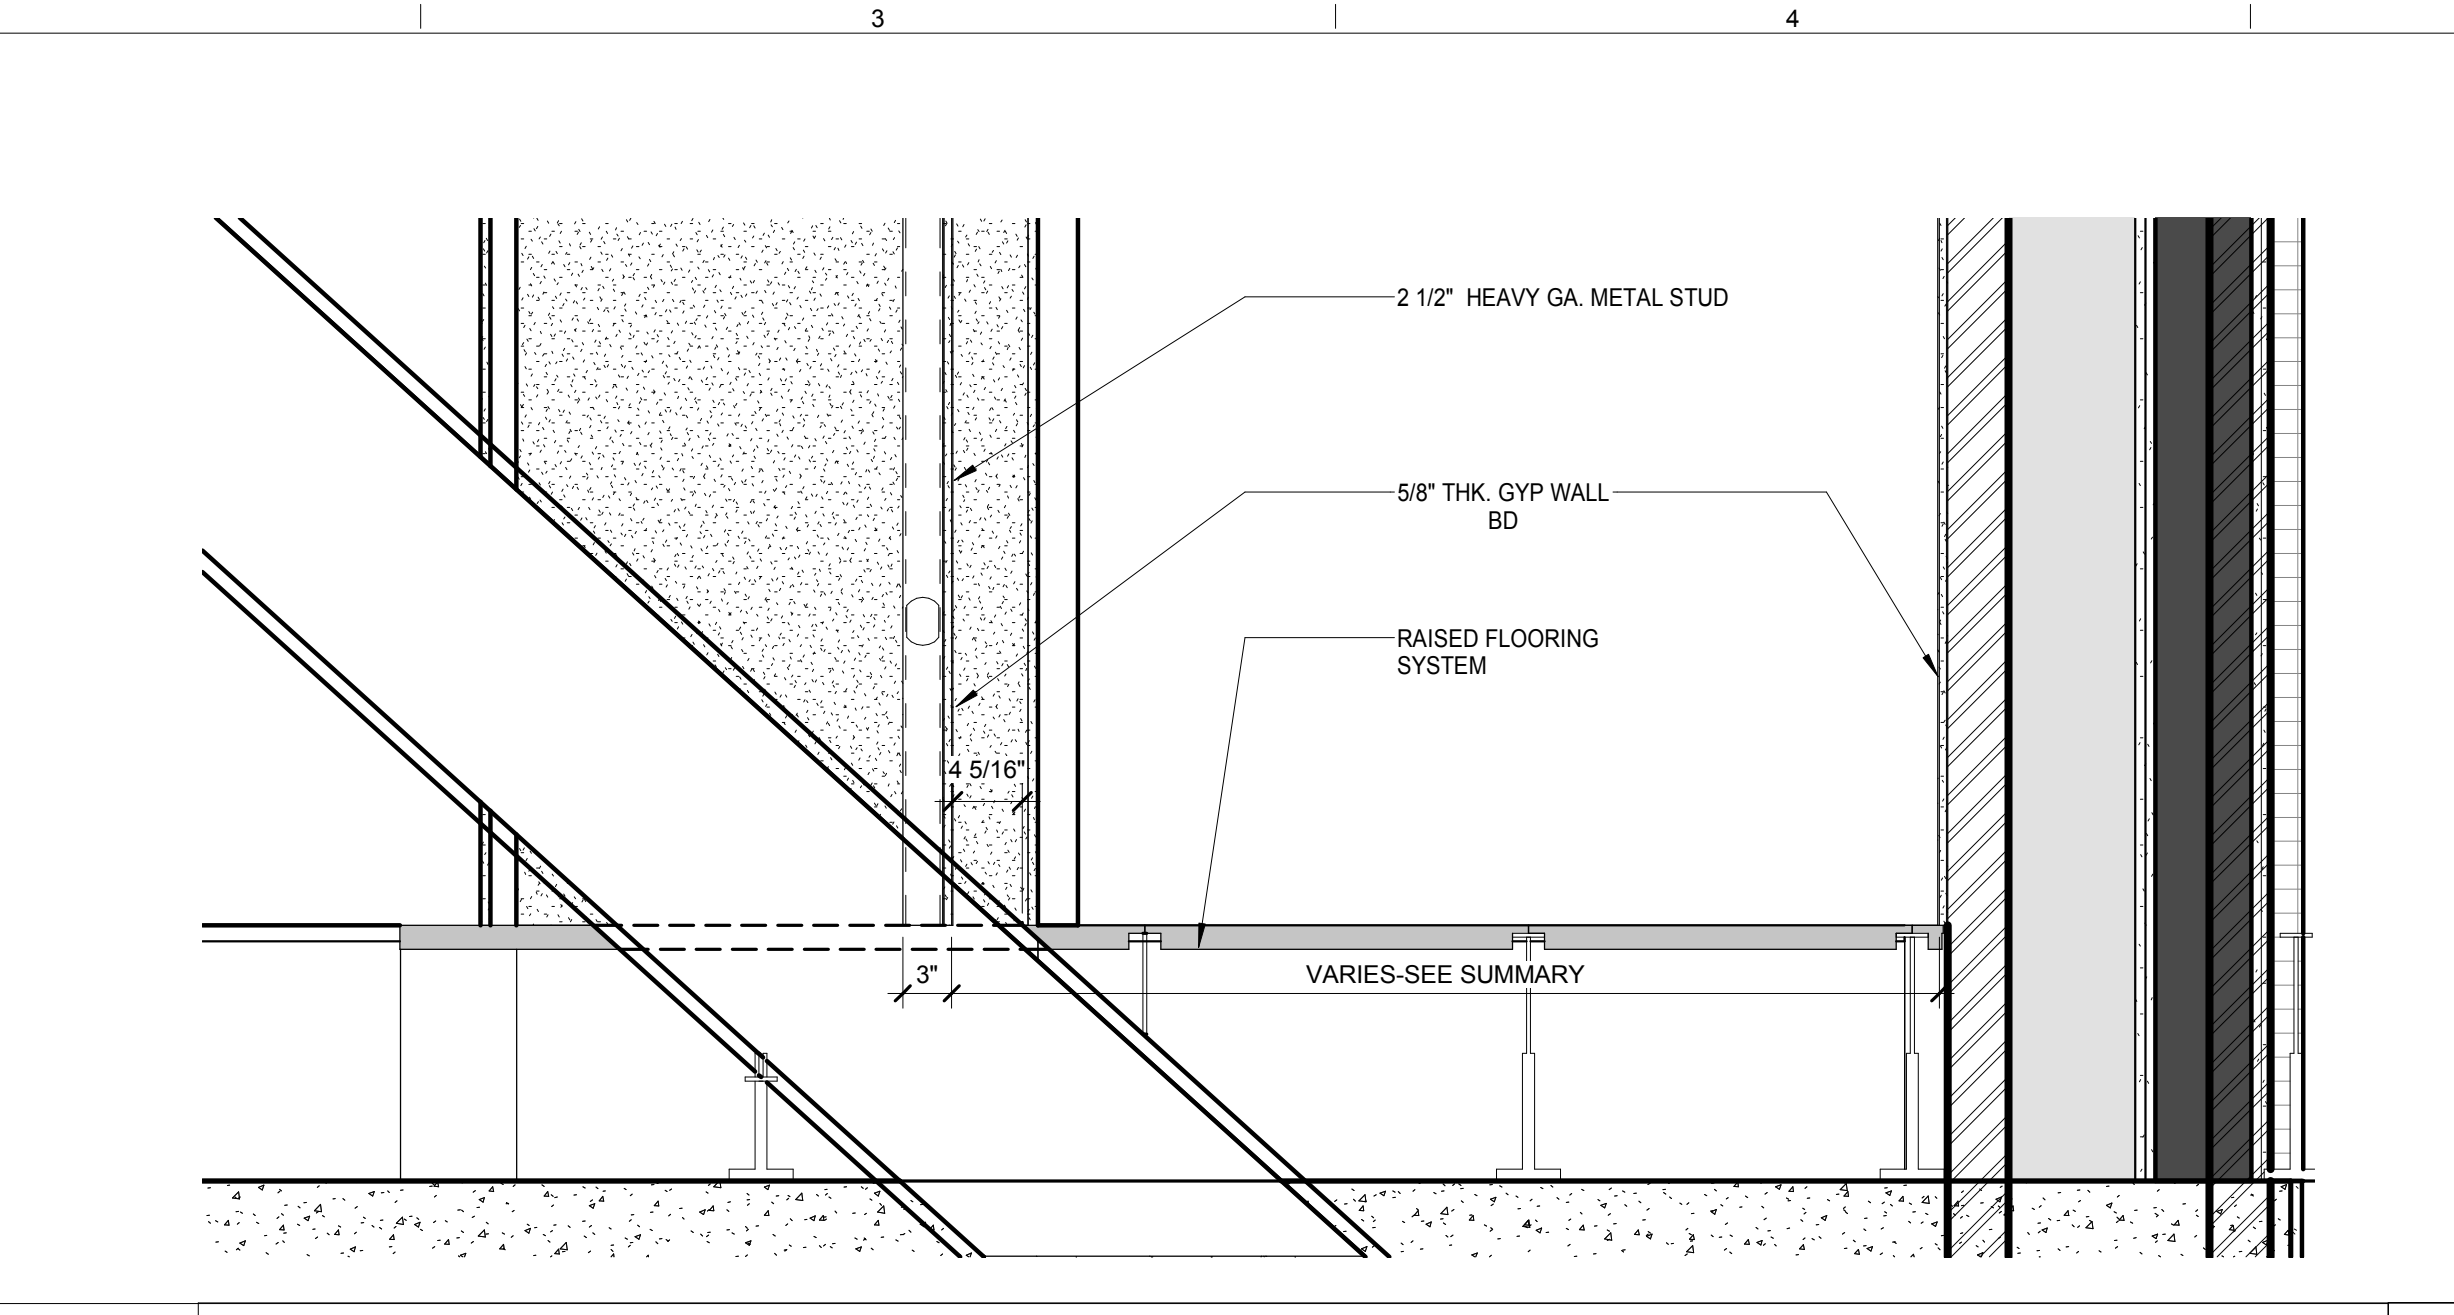 3
4
2 1/2" HEAVY GA. METAL STUD
5/8" THK. GYP WALL
BD
RAISED FLOORING
SYSTEM
4 5/16"
3"
VARIES-SEE SUMMARY